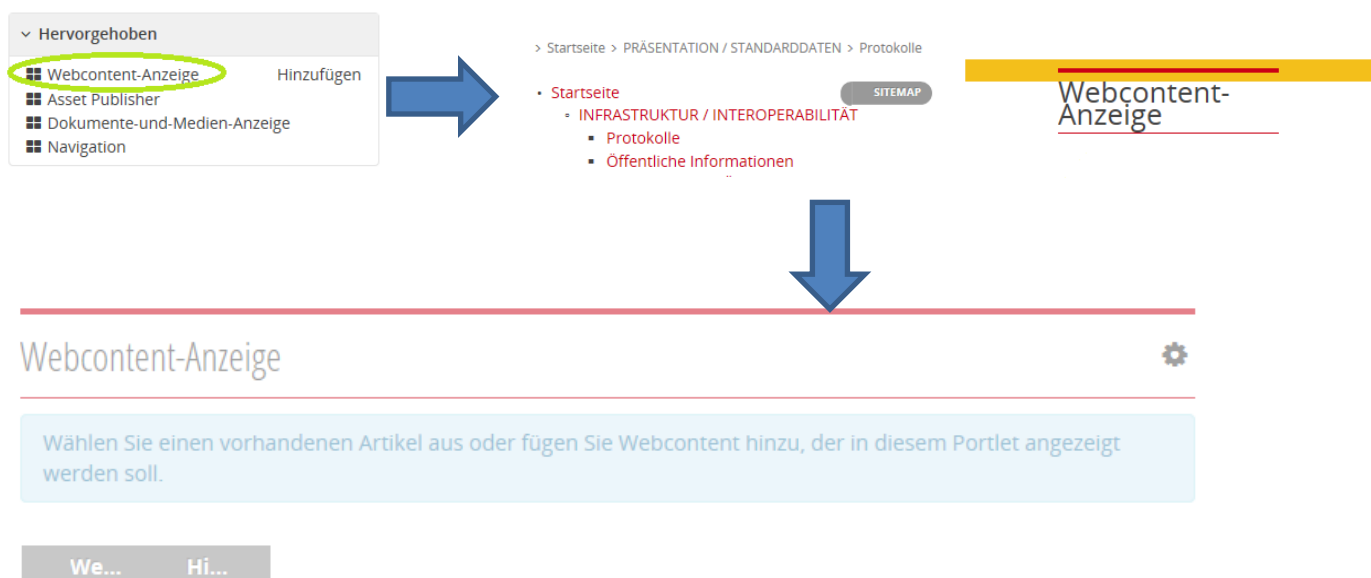 Hervorgehoben
Webcontent-Anzeige Hinzufügen
Asset Publisher
Dokumente-und-Medien-Anzeige
Navigation
> Startseite > PRÄSENTATION / STANDARDDATEN > Protokolle
Startseite
SITEMAP
INFRASTRUKTUR / INTEROPERABILITÄT
Protokolle
Öffentliche Informationen
Webcontent-
Anzeige
Webcontent-Anzeige
Wählen Sie einen vorhandenen Artikel aus oder fügen Sie Webcontent hinzu, der in diesem Portlet angezeigt
werden soll.
We... Hi...